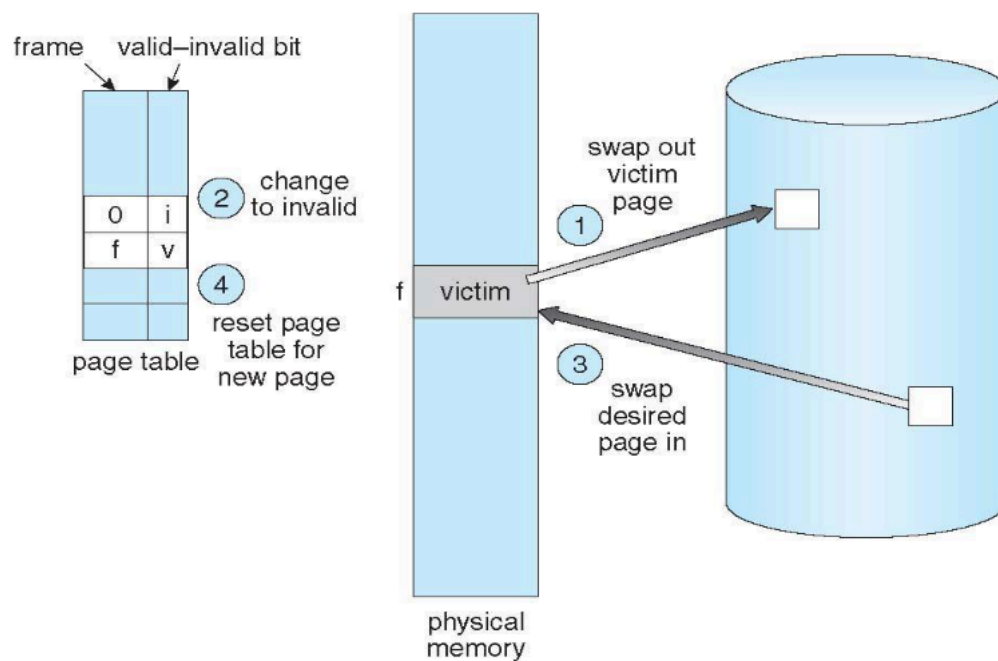 frame
valid–invalid bit
0
i
f
v
page table
2
change
to invalid
4
reset page
table for
new page
f
victim
physical
memory
swap out
victim
page
1
3
swap
desired
page in